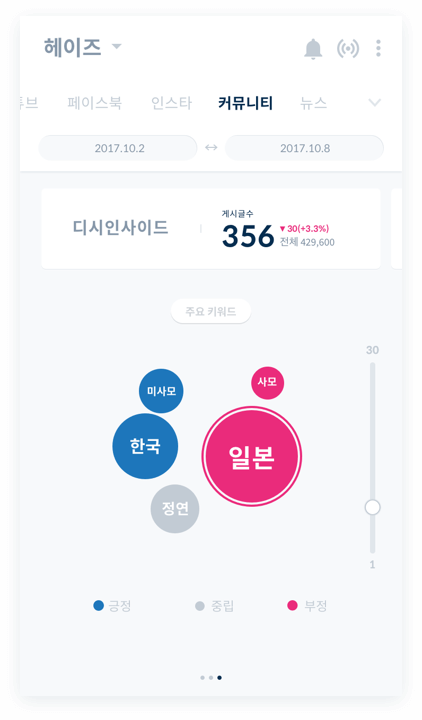 헤이즈
튜브 페이스북 인스타 커뮤니티 뉴스
2017.10.2 ↔ 2017.10.8
디시인사이드
게시글수
356
▼30(+3.3%)
전체 429,600
주요 키워드
30
미사모
사모
한국
일본
정연
1
긍정 중립 부정